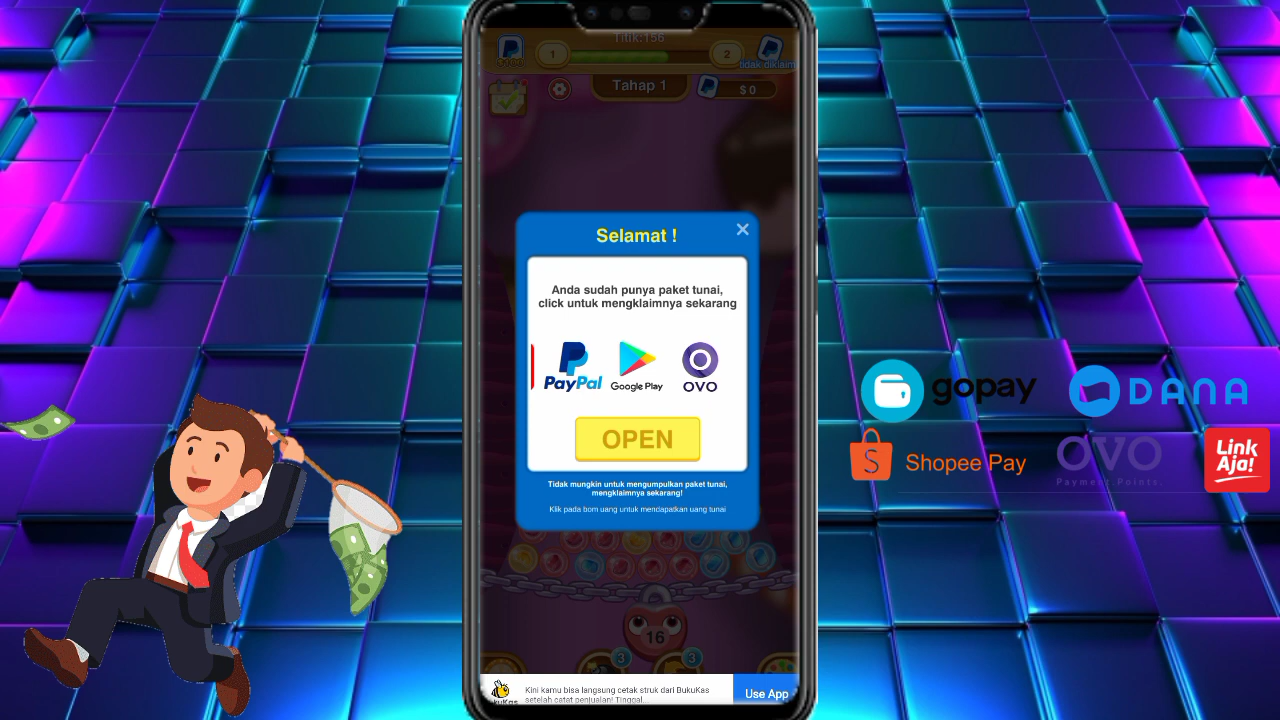 Titik:156
1
2
tidak diklaim
Tahap 1
$ 0
Selamat !
Anda sudah punya paket tunai,
click untuk mengklaimnya sekarang
PayPal
Google Play
OVO
OPEN
Tidak mungkin untuk mengumpulkan paket tunai,
mengklaimnya sekarang!
Klik pada bom uang untuk mendapatkan uang tunai
16
3
3
Kini kamu bisa langsung cetak struk dari BukuKas
setelah catat penjualan! Tinggal...
Use App
gopay
DANA
S
Shopee Pay
OVO
Payment.Points.
Link
Aja!